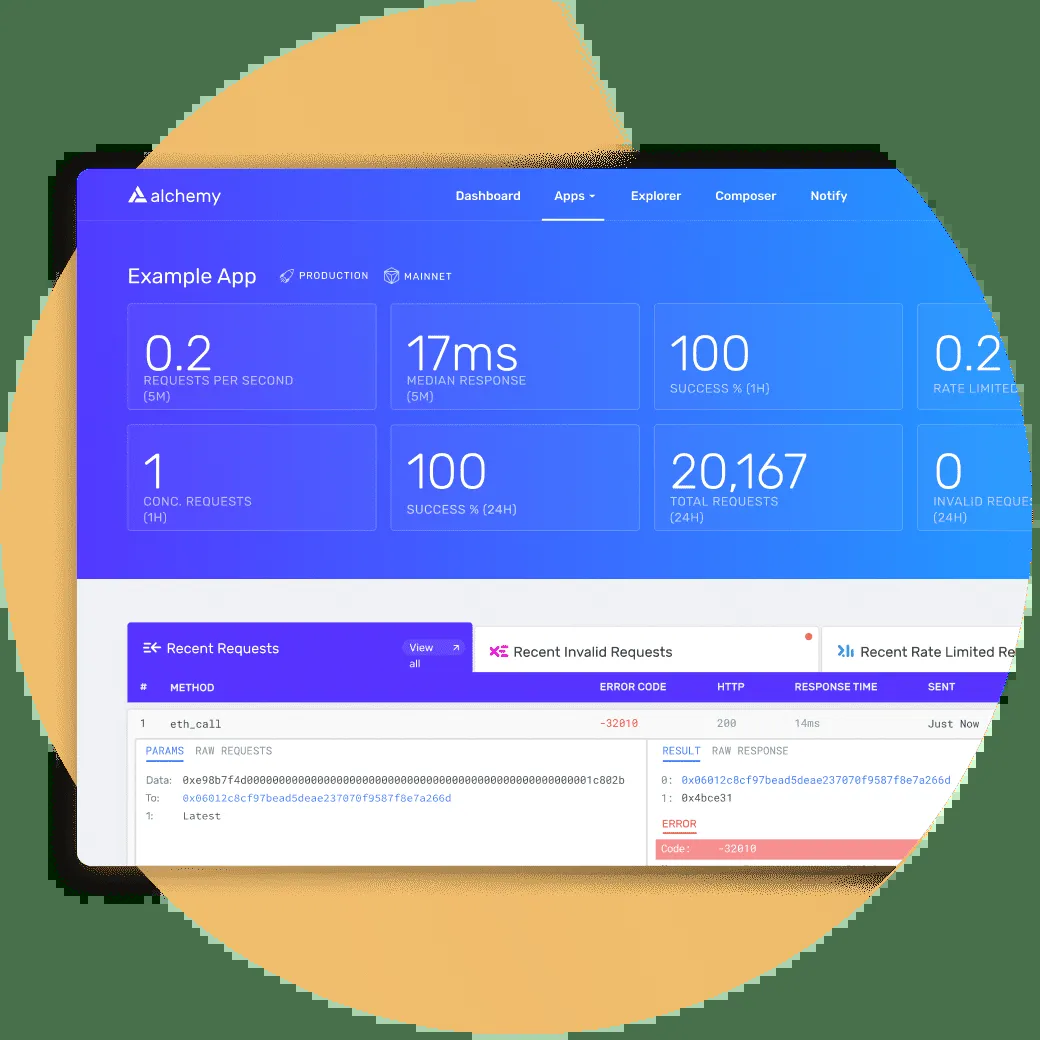 alchemy
Dashboard Apps Explorer Composer Notify
Example App PRODUCTION MAINNET
0.2
REQUESTS PER SECOND
(5M)
17ms
MEDIAN RESPONSE
(5M)
100
SUCCESS % (1H)
0.2
RATE LIMITED
1
CONC. REQUESTS
(1H)
100
SUCCESS % (24H)
20,167
TOTAL REQUESTS
(24H)
0
INVALID REQUE
(24H)
Recent Requests
View
all
Recent Invalid Requests
Recent Rate Limited Re
# METHOD ERROR CODE HTTP RESPONSE TIME SENT
1 eth_call -32010 200 14ms Just Now
PARAMS RAW REQUESTS
Data: 0xe98b7f4d0000000000000000000000000000000000000000000000000001c802b
To: 0x06012c8cf97bead5deae237070f9587f8e7a266d
1: Latest
RESULT RAW RESPONSE
0: 0x06012c8cf97bead5deae237070f9587f8e7a266d
1: 0x4bce31
ERROR
Code: -32010